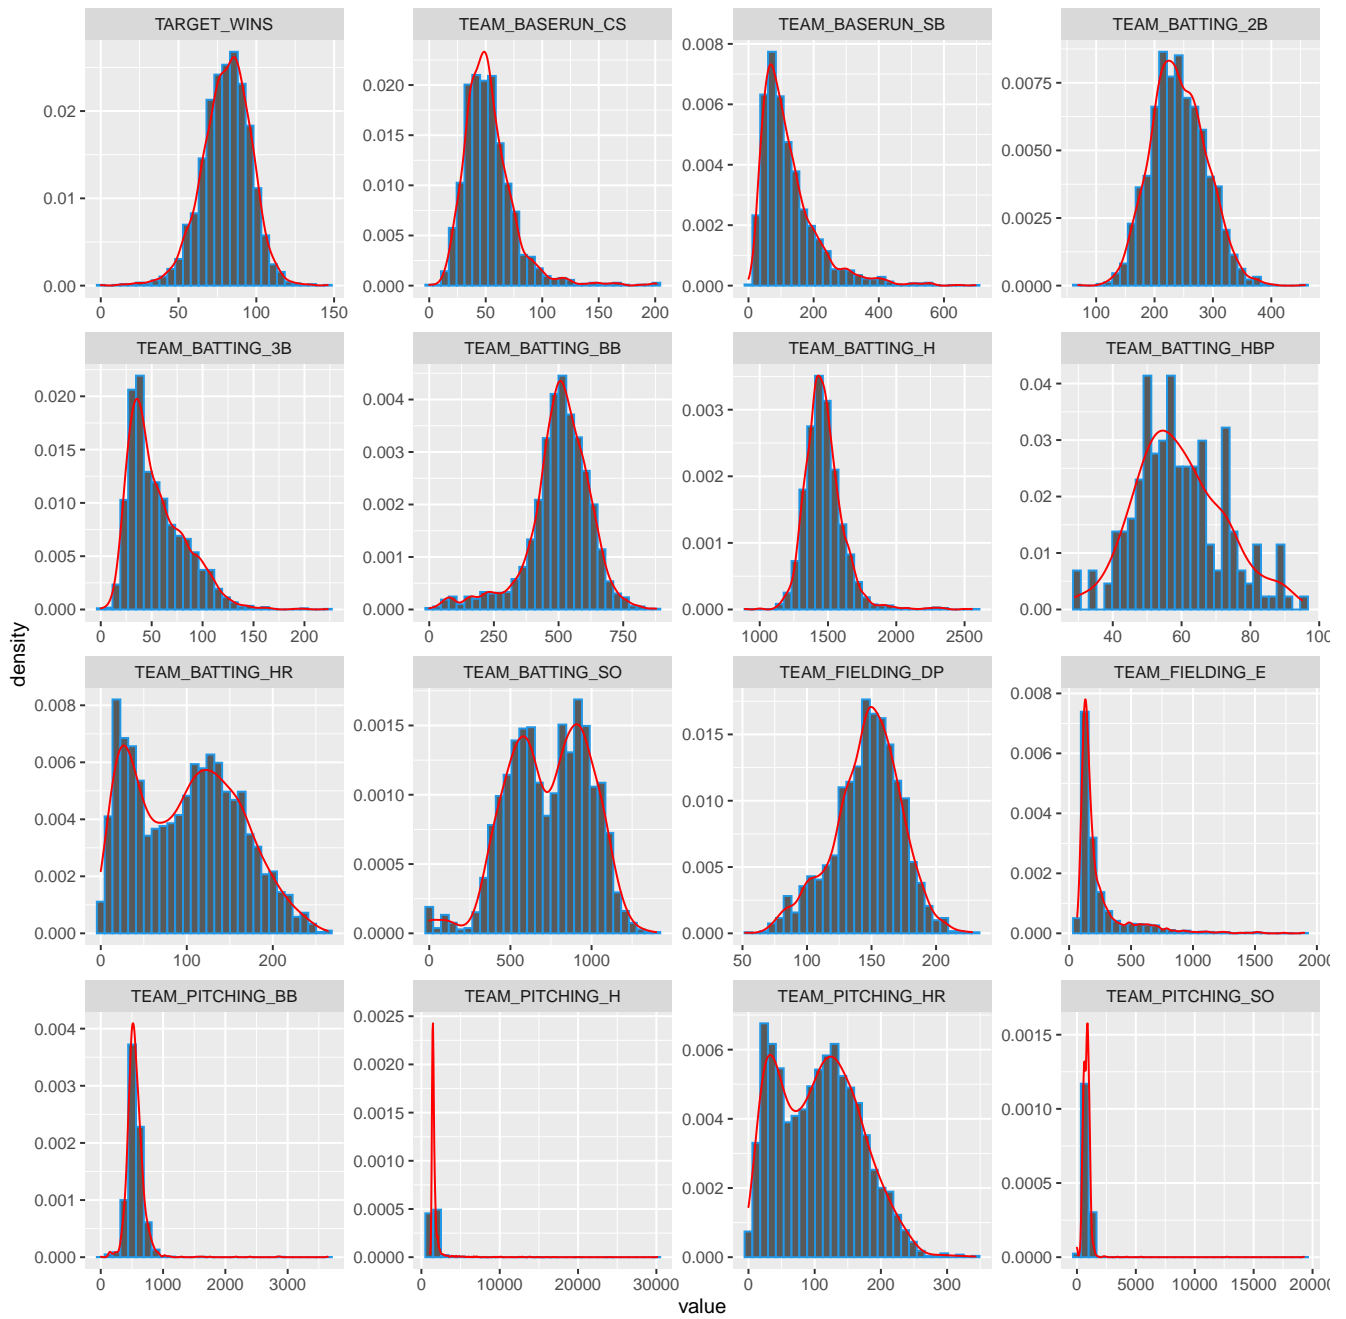 TARGET_WINS TEAM_BASERUN_CS TEAM_BASERUN_SB TEAM_BATTING_2B
0.00 0.01 0.02
0 50 100 150
0.000 0.005 0.010 0.015 0.020
0 50 100 150 200
0.000 0.002 0.004 0.006 0.008
0 200 400 600
0.0000 0.0025 0.0050 0.0075
100 200 300 400
TEAM_BATTING_3B TEAM_BATTING_BB TEAM_BATTING_H TEAM_BATTING_HBP
0.000 0.005 0.010 0.015 0.020
0 50 100 150 200
0.000 0.001 0.002 0.003 0.004
0 250 500 750
0.000 0.001 0.002 0.003
1000 1500 2000 2500
0.00 0.01 0.02 0.03 0.04
40 60 80 100
density
TEAM_BATTING_HR TEAM_BATTING_SO TEAM_FIELDING_DP TEAM_FIELDING_E
0.000 0.002 0.004 0.006 0.008
0 100 200
0.0000 0.0005 0.0010 0.0015
0 500 1000
0.000 0.005 0.010 0.015
50 100 150 200
0.000 0.002 0.004 0.006 0.008
0 500 1000 1500 2000
TEAM_PITCHING_BB TEAM_PITCHING_H TEAM_PITCHING_HR TEAM_PITCHING_SO
0.000 0.001 0.002 0.003 0.004
0 1000 2000 3000
0.0000 0.0005 0.0010 0.0015 0.0020 0.0025
0 10000 20000 30000
0.000 0.002 0.004 0.006
0 100 200 300
0.0000 0.0005 0.0010 0.0015
0 5000 10000 15000 20000
value